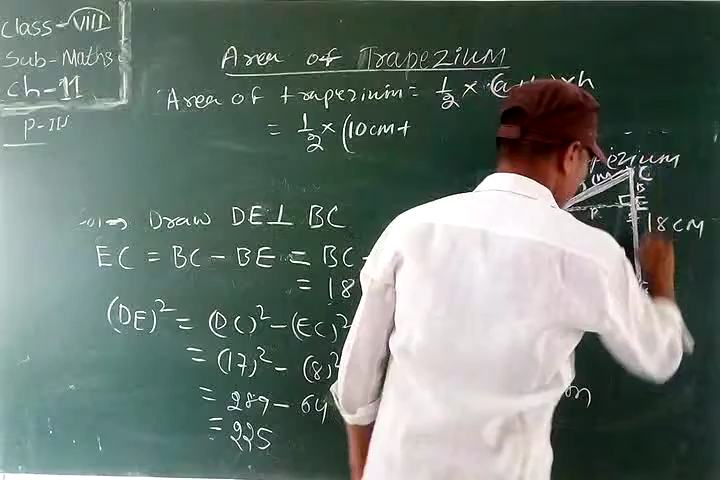 Class - VIII
Sub - Maths
Ch - 11
P - III
Area of Trapezium
Area of trapezium = 1/2 × (a × h
= 1/2 × (10cm +
Draw DE ⊥ BC
EC = BC - BE = BC
= 18
(DE)² = (DC)² - (EC)²
= (17)² - (8)²
= 289 - 64
= 225
pezium
C
B
E
= 18 CM